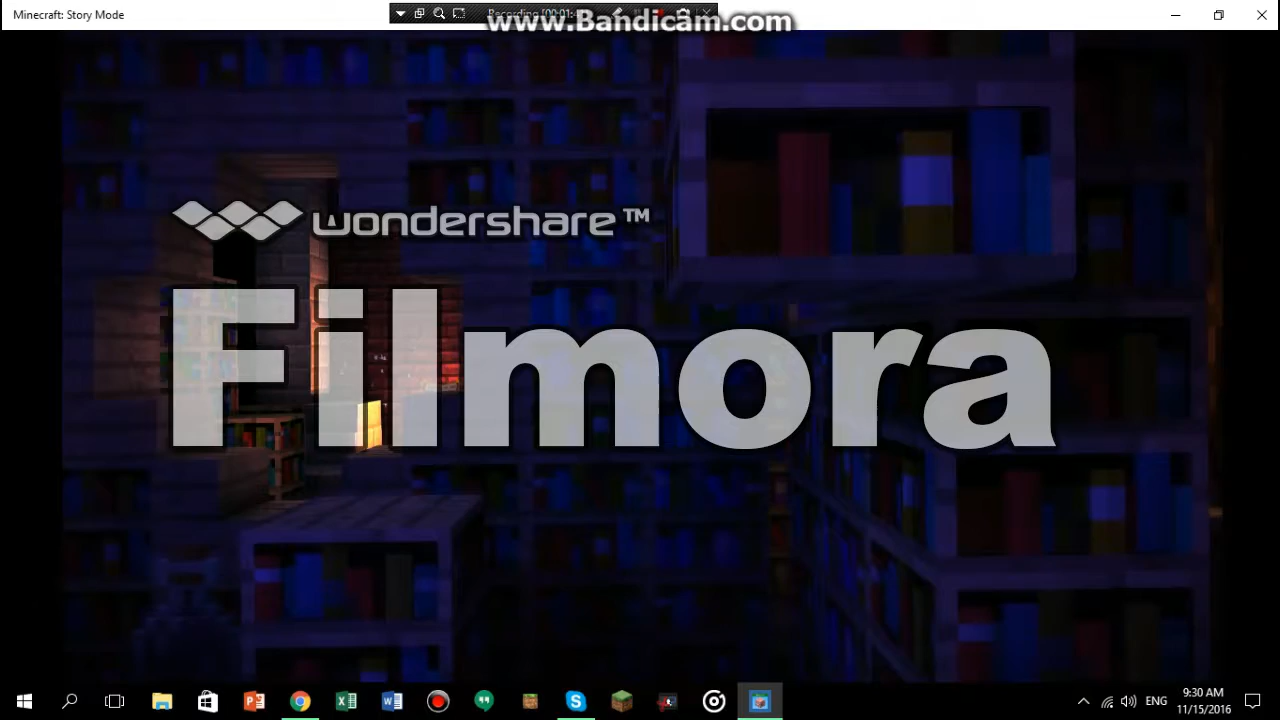 Minecraft: Story Mode
www.Bandicam.com
wondershare™
Filmora
ENG
9:30 AM
11/15/2016